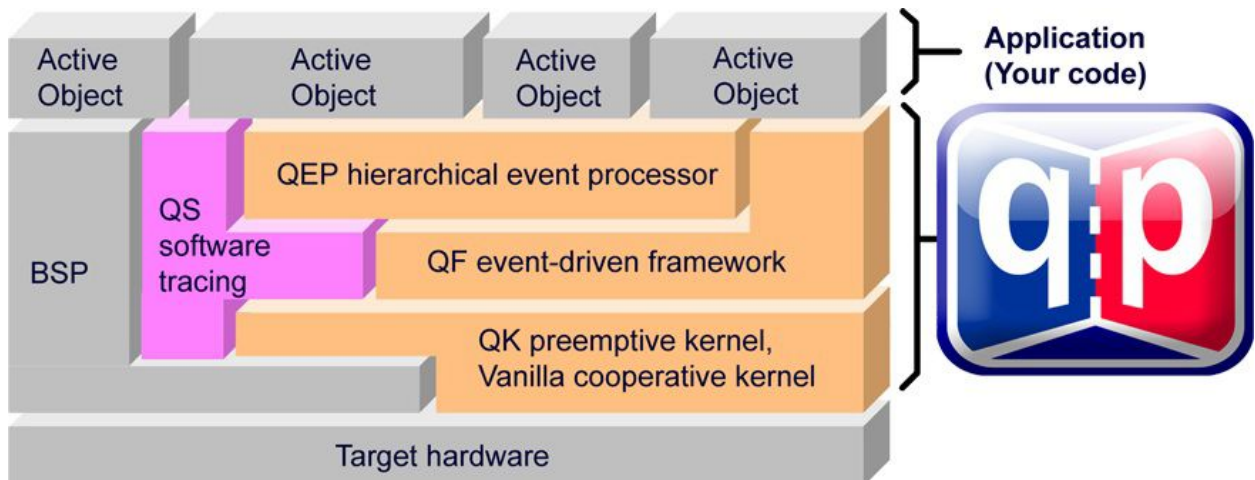 Active
Object
Active
Object
Active
Object
Active
Object
Application
(Your code)
BSP
QS
software
tracing
QEP hierarchical event processor
QF event-driven framework
QK preemptive kernel,
Vanilla cooperative kernel
Target hardware
qp